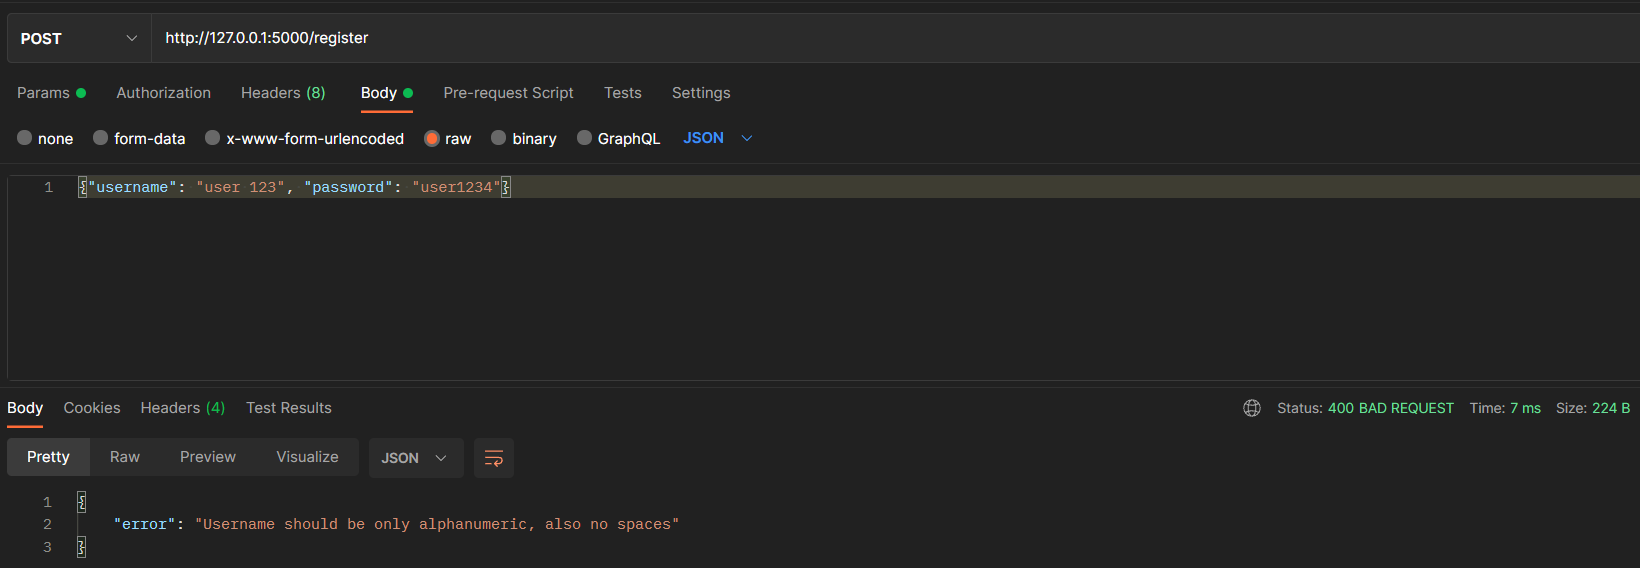 POST http://127.0.0.1:5000/register
Params Authorization Headers (8) Body Pre-request Script Tests Settings
none form-data x-www-form-urlencoded raw binary GraphQL JSON
1 {"username": "user 123", "password": "user1234"}
Body Cookies Headers (4) Test Results Status: 400 BAD REQUEST Time: 7 ms Size: 224 B
Pretty Raw Preview Visualize JSON
1 {
2 "error": "Username should be only alphanumeric, also no spaces"
3 }